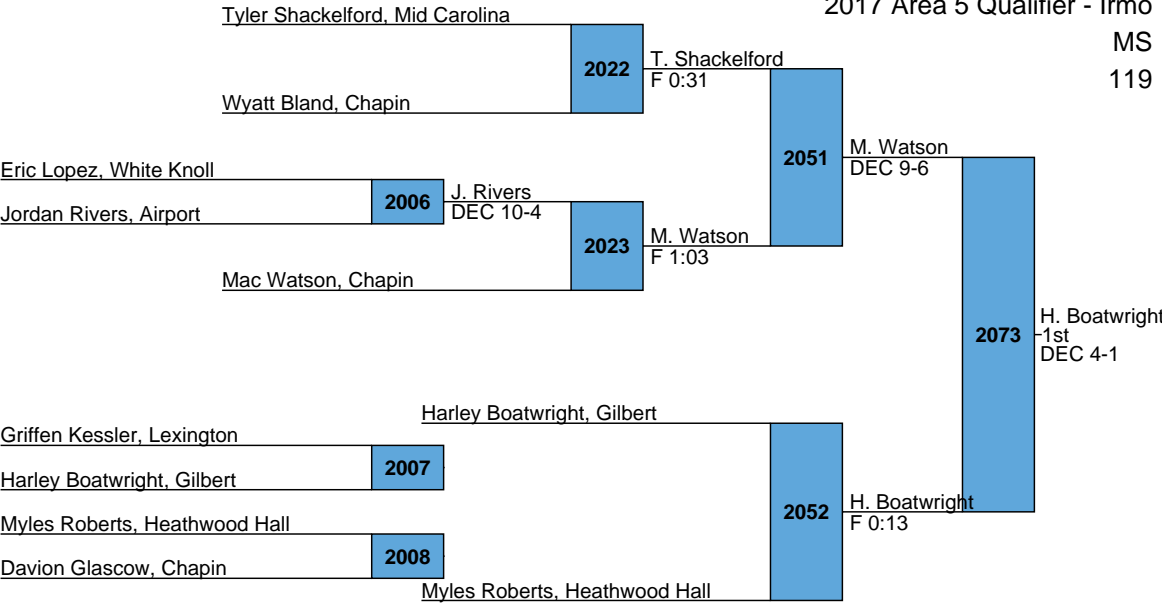 Tyler Shackelford, Mid Carolina
2017 Area 5 Qualifier - Irmo
MS
119
2022
T. Shackelford
F 0:31
Wyatt Bland, Chapin
2051
M. Watson
DEC 9-6
Eric Lopez, White Knoll
2006
J. Rivers
DEC 10-4
Jordan Rivers, Airport
2023
M. Watson
F 1:03
Mac Watson, Chapin
2073
H. Boatwright
1st
DEC 4-1
Harley Boatwright, Gilbert
Griffen Kessler, Lexington
2007
Harley Boatwright, Gilbert
2052
H. Boatwright
F 0:13
Myles Roberts, Heathwood Hall
2008
Davion Glascow, Chapin
Myles Roberts, Heathwood Hall